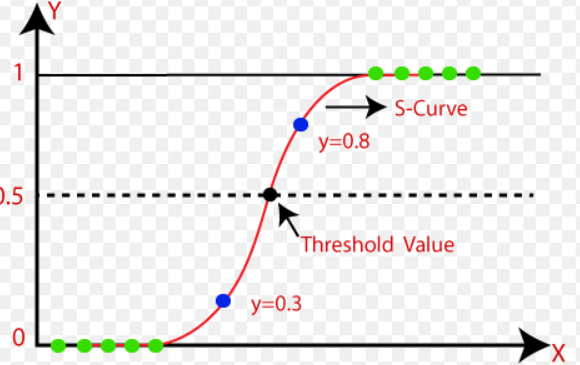 Y
1
S-Curve
y=0.8
0.5
Threshold Value
y=0.3
0
X